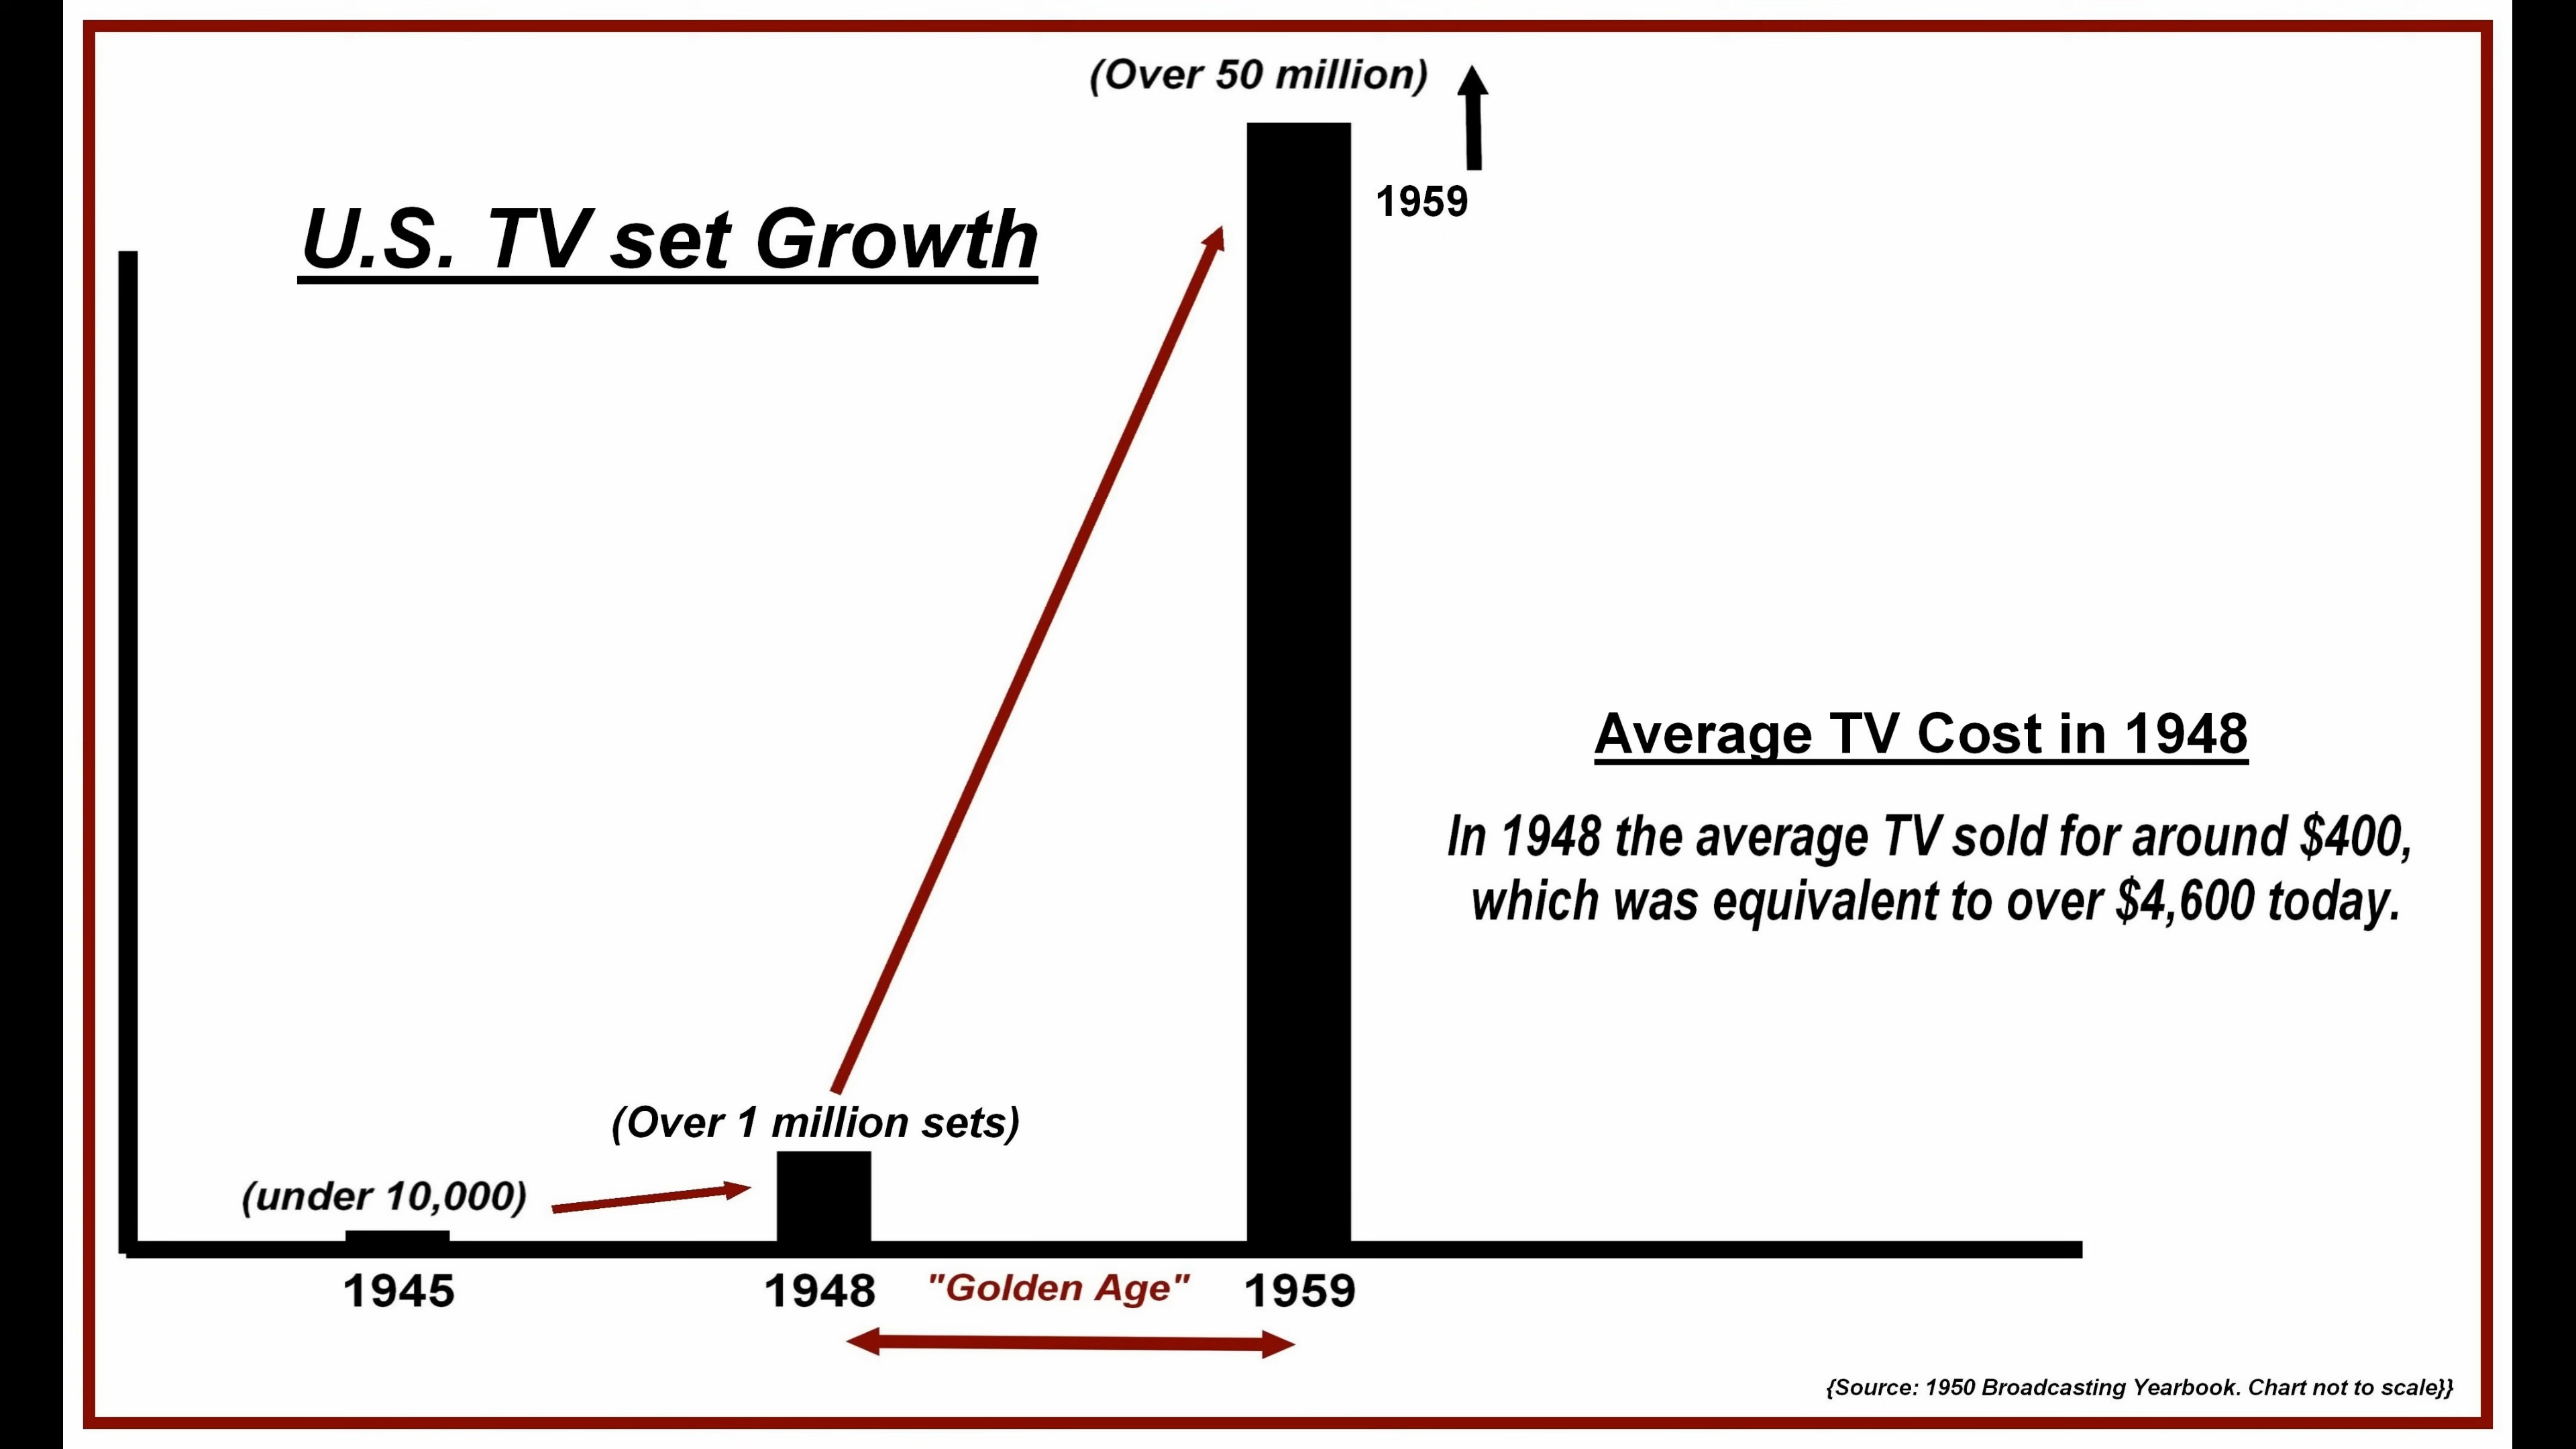 (Over 50 million)
1959
U.S. TV set Growth
Average TV Cost in 1948
In 1948 the average TV sold for around $400,
which was equivalent to over $4,600 today.
(Over 1 million sets)
(under 10,000)
1945
1948
"Golden Age"
1959
{Source: 1950 Broadcasting Yearbook. Chart not to scale}}